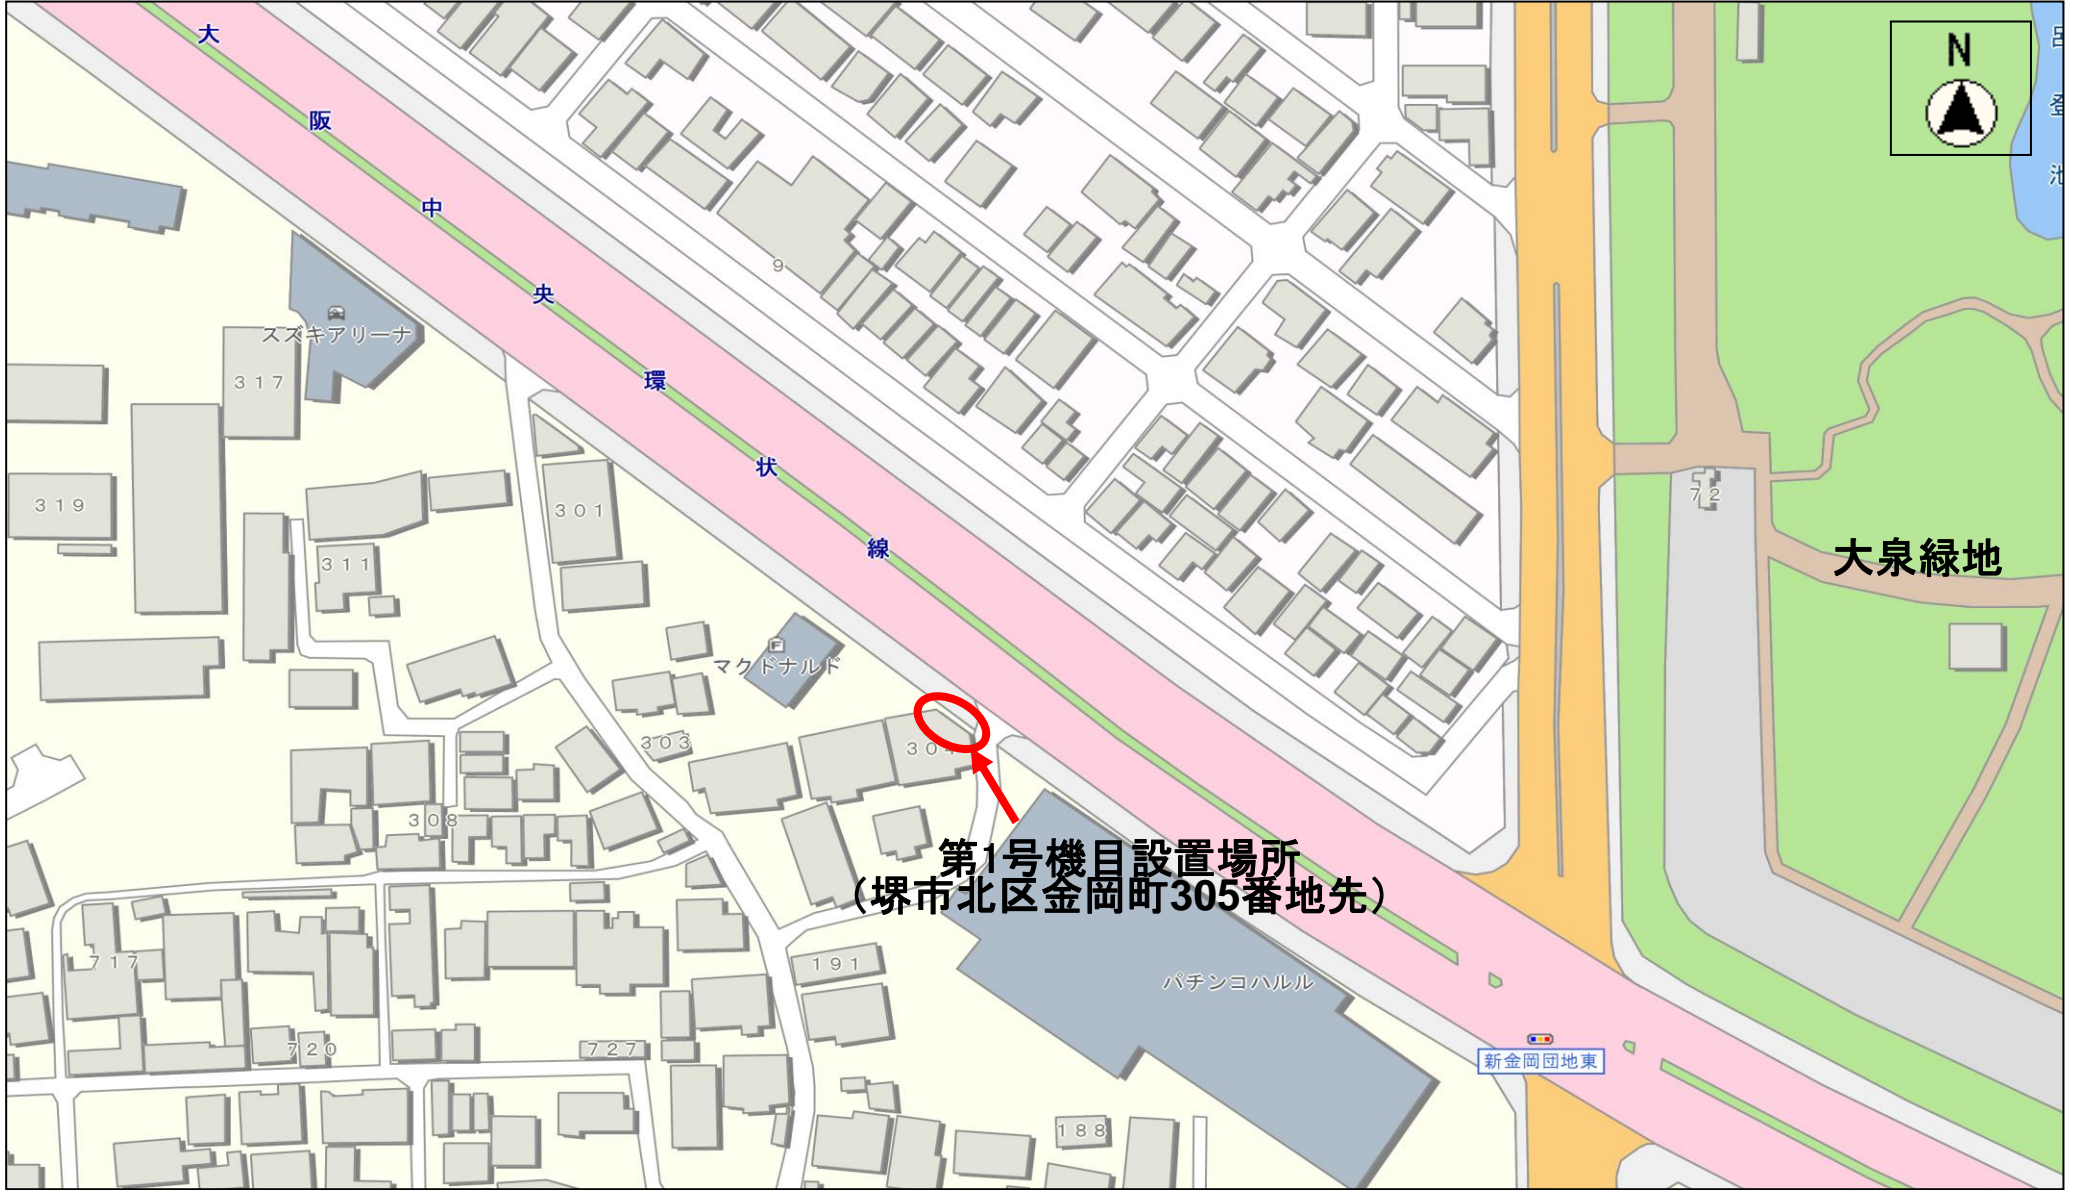 大阪中央環状線
N
呂登池
9
スズキアリーナ
317
319
301
311
72
大泉緑地
マクドナルド
303
304
308
第1号機目設置場所
（堺市北区金岡町305番地先）
717
191
パチンコハルル
720
727
新金岡団地東
188